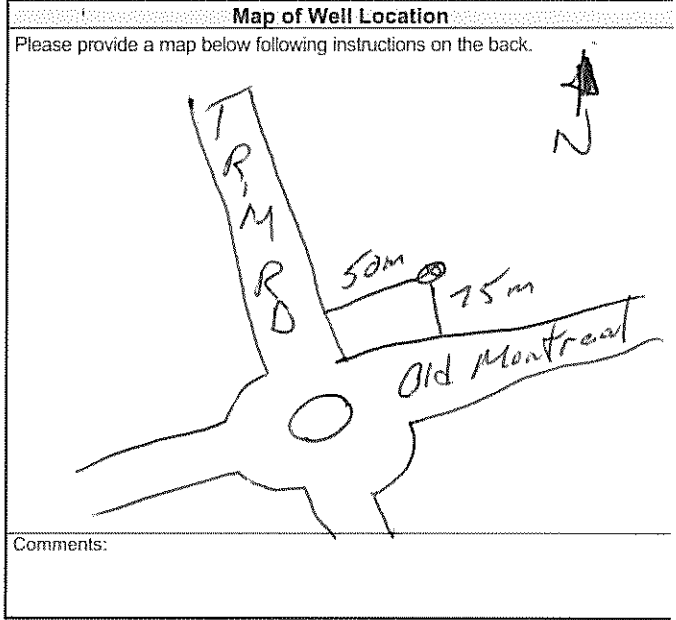 Map of Well Location
Please provide a map below following instructions on the back.
N
TRIM RD
50m
15m
Old Montreal
Comments: